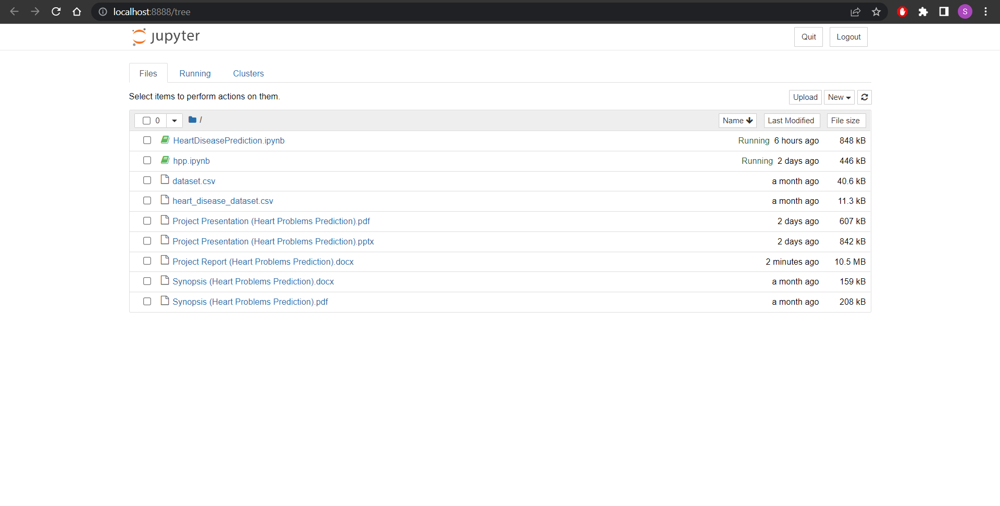 localhost:8888/tree
S
jupyter
Quit Logout
Files Running Clusters
Select items to perform actions on them.
Upload New
0 / Name Last Modified File size
HeartDiseasePrediction.ipynb Running 6 hours ago 848 kB
hpp.ipynb Running 2 days ago 446 kB
dataset.csv a month ago 40.6 kB
heart_disease_dataset.csv a month ago 11.3 kB
Project Presentation (Heart Problems Prediction).pdf 2 days ago 607 kB
Project Presentation (Heart Problems Prediction).pptx 2 days ago 842 kB
Project Report (Heart Problems Prediction).docx 2 minutes ago 10.5 MB
Synopsis (Heart Problems Prediction).docx a month ago 159 kB
Synopsis (Heart Problems Prediction).pdf a month ago 208 kB